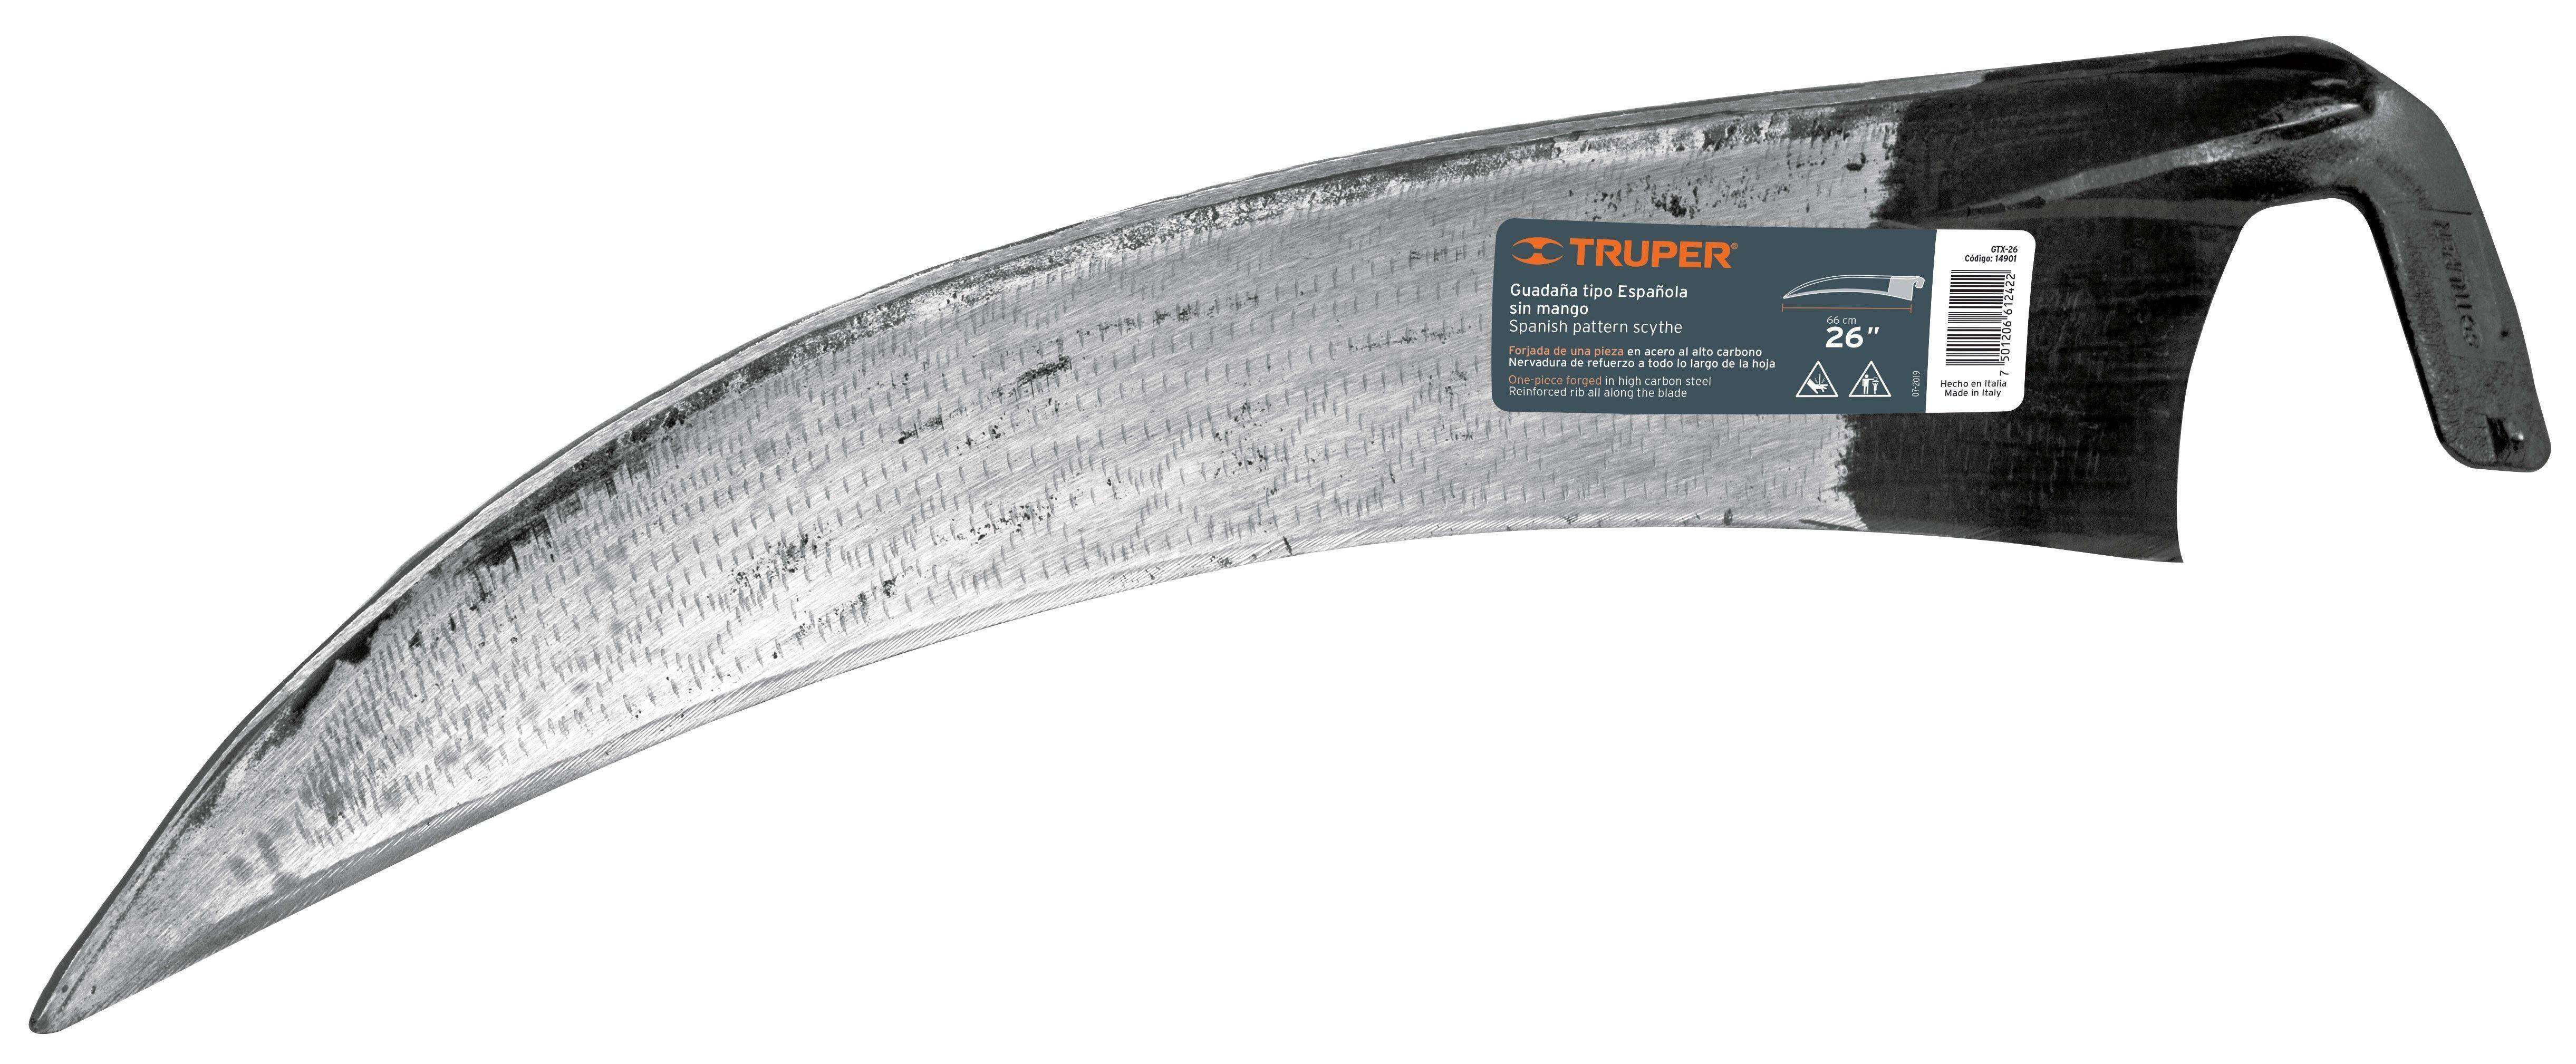 TRUPER®
Guadaña tipo Española
sin mango
Spanish pattern scythe
Forjada de una pieza en acero al alto carbono
Nervadura de refuerzo a todo lo largo de la hoja
One-piece forged in high carbon steel
Reinforced rib all along the blade
66 cm
26"
07-2019
GTX-26
Código: 14901
7 501206 612422
Hecho en Italia
Made in Italy
TRUPER